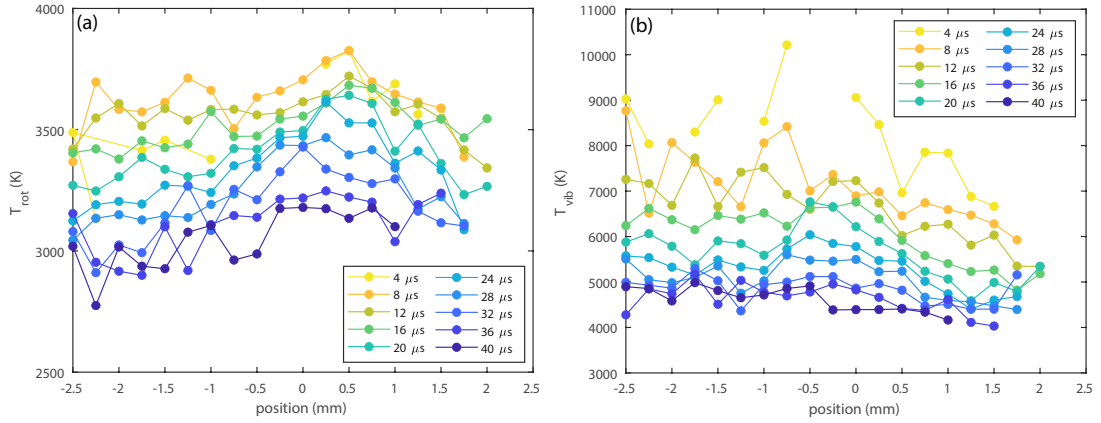 (a)
4000
3500
3000
2500
T_rot (K)
-2.5 -2 -1.5 -1 -0.5 0 0.5 1 1.5 2 2.5
position (mm)
4 μs 24 μs
8 μs 28 μs
12 μs 32 μs
16 μs 36 μs
20 μs 40 μs
(b)
11000
10000
9000
8000
7000
6000
5000
4000
3000
T_vib (K)
-2.5 -2 -1.5 -1 -0.5 0 0.5 1 1.5 2 2.5
position (mm)
4 μs 24 μs
8 μs 28 μs
12 μs 32 μs
16 μs 36 μs
20 μs 40 μs